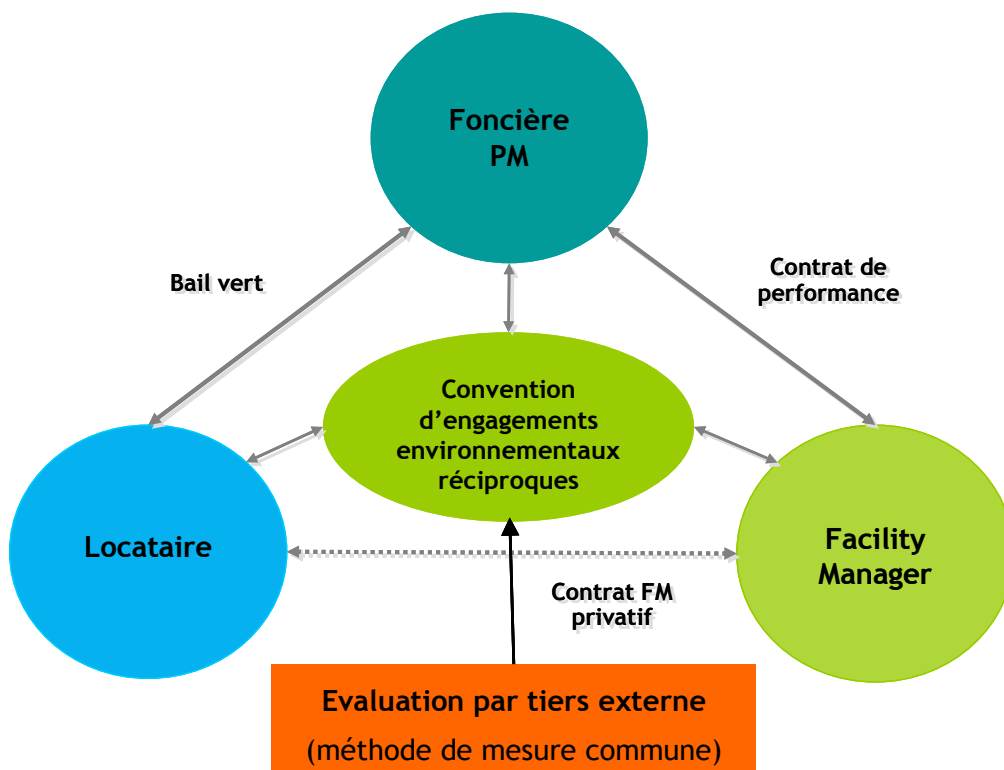 Foncière
PM
Bail vert
Contrat de
performance
Convention
d'engagements
environnementaux
réciproques
Locataire
Facility
Manager
Contrat FM
privatif
Evaluation par tiers externe
(méthode de mesure commune)